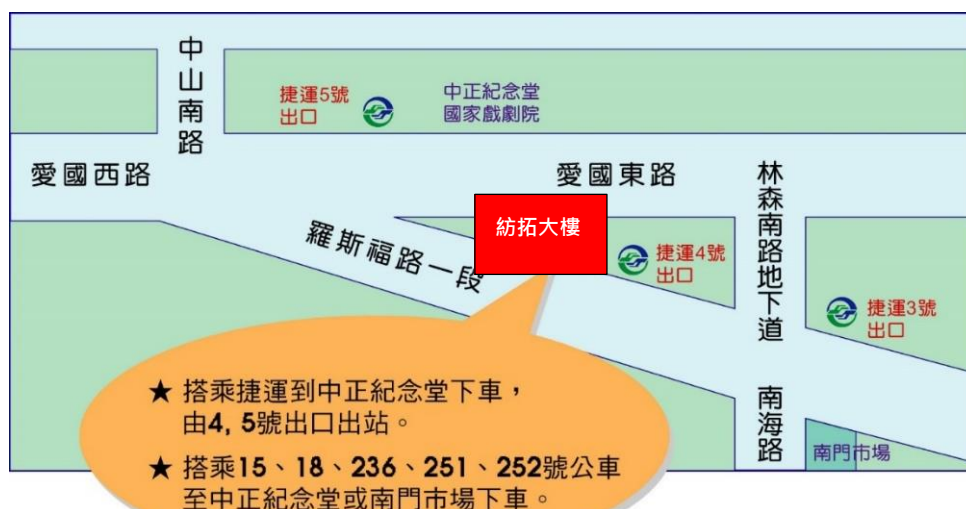 中山南路
捷運5號
出口
中正紀念堂
國家戲劇院
愛國西路
愛國東路
林森南路地下道
羅斯福路一段
紡拓大樓
捷運4號
出口
捷運3號
出口
★ 搭乘捷運到中正紀念堂下車，
由4, 5號出口出站。
★ 搭乘15、18、236、251、252號公車
至中正紀念堂或南門市場下車。
南海路
南門市場